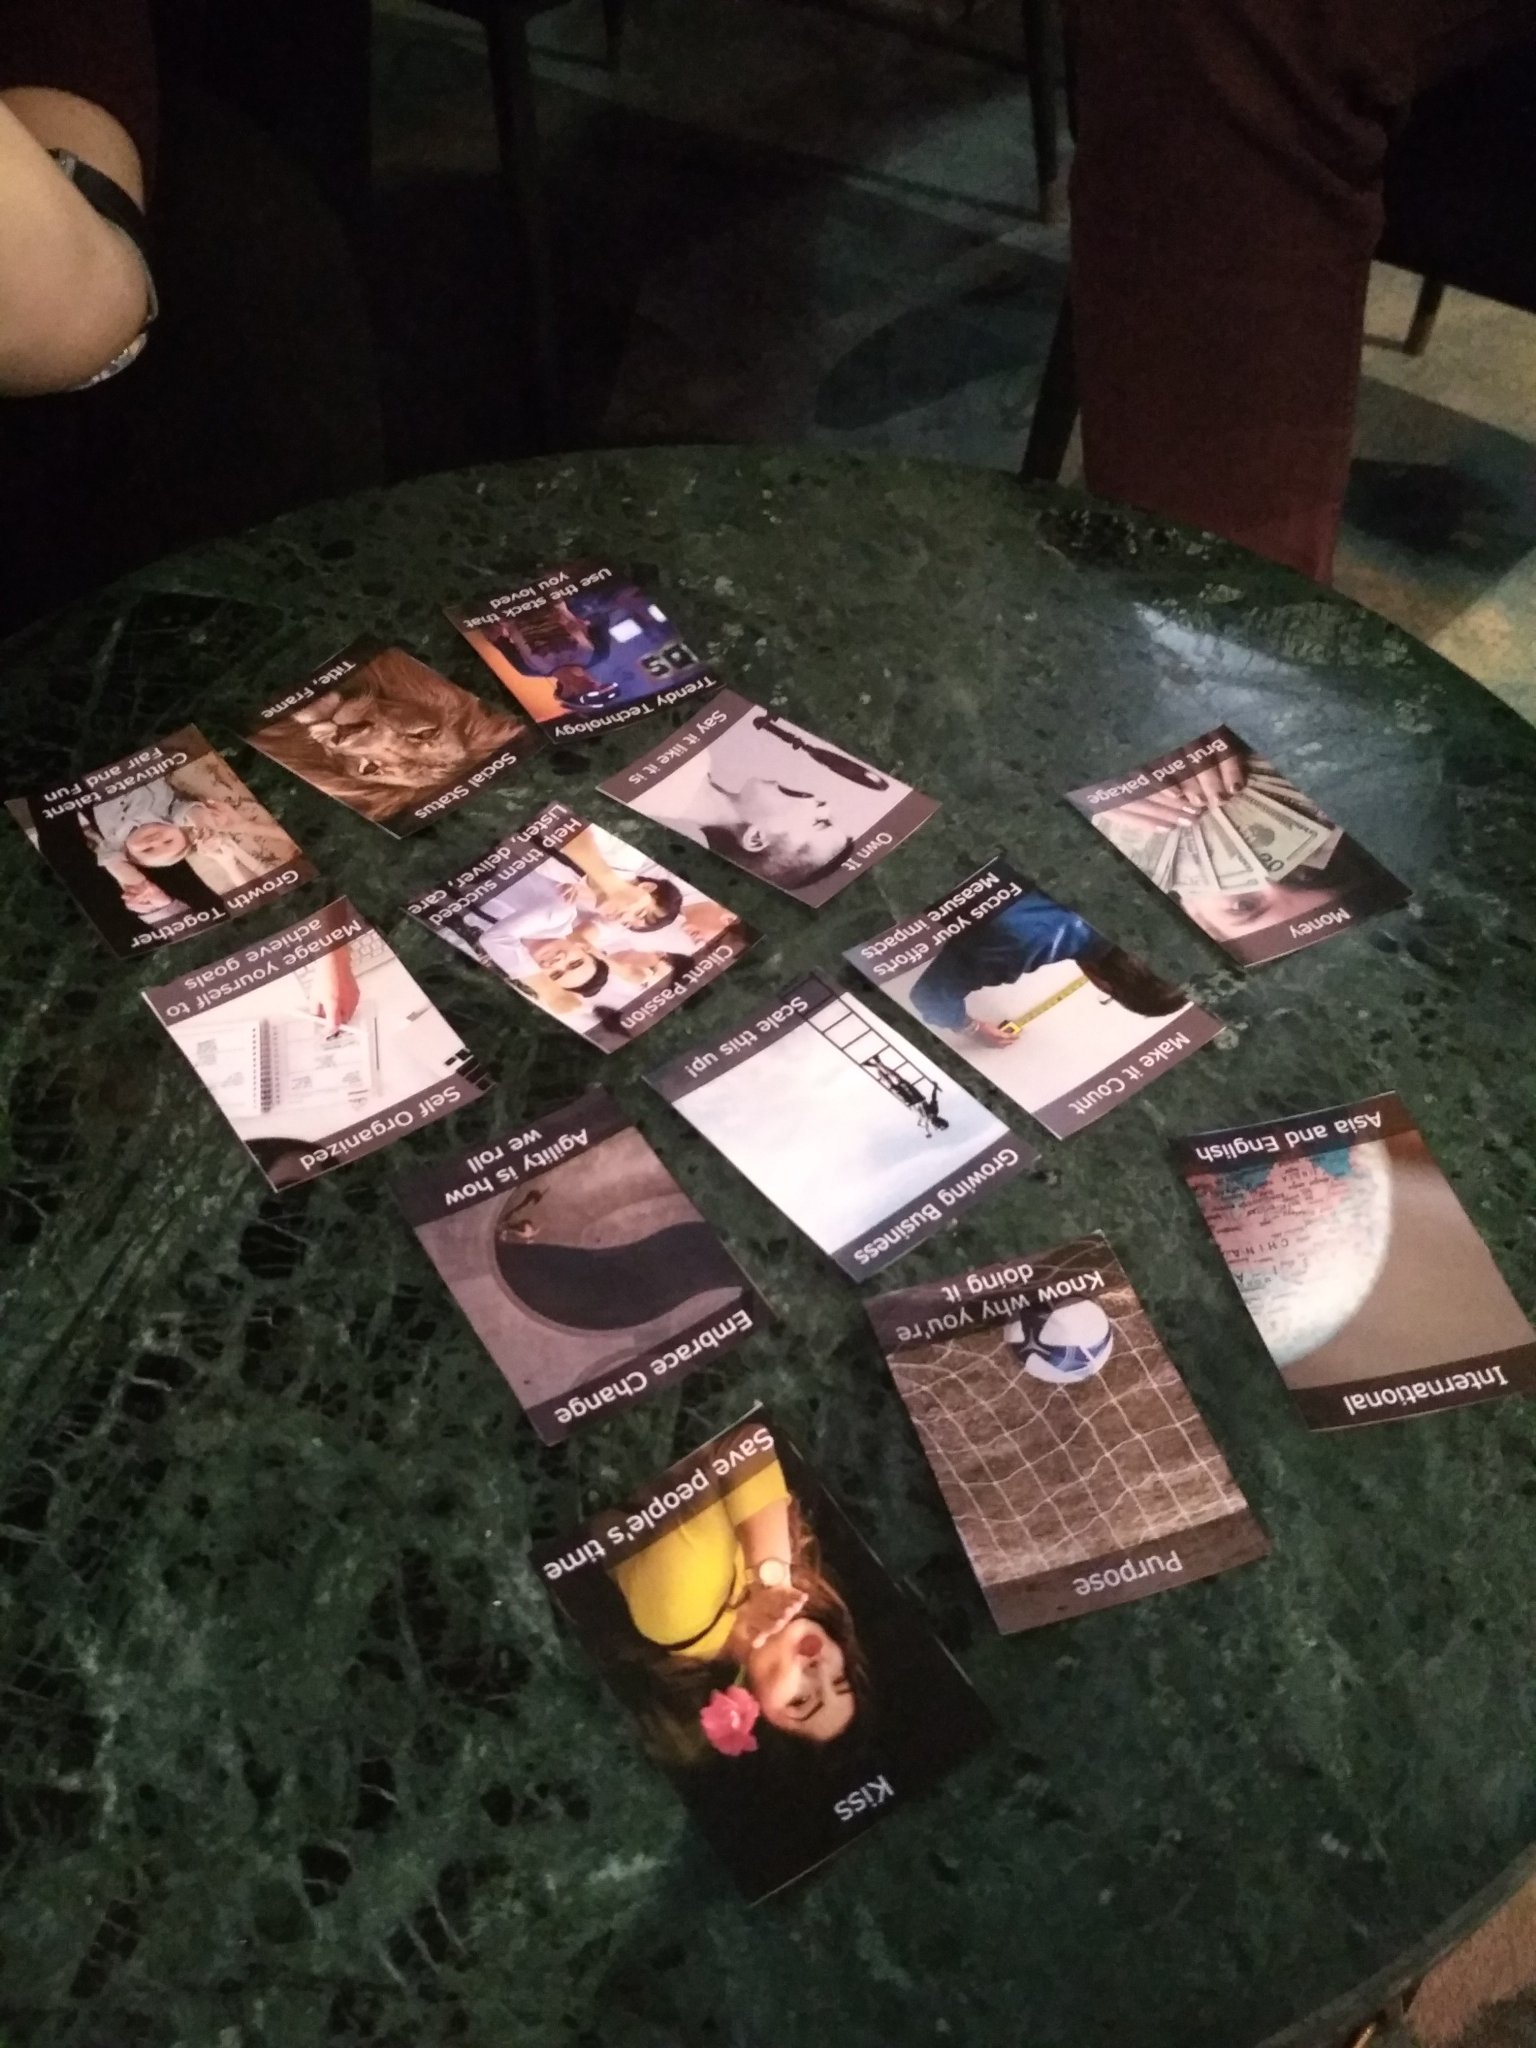 Kiss
Save people's time
Purpose
Know why you're
doing it
International
Asia and English
Embrace Change
Agility is how
we roll
Growing Business
Scale this up!
Make it Count
Focus your efforts
Measure impacts
Money
Brut and pakage
Self Organized
Manage yourself to
achieve goals
Client Passion
Help them succeed
Listen, deliver, care
Own It
Say it like it is
Growth Together
Cultivate talent
Fair and Fun
Social Status
Title, Frame
Trendy Technology
Use the stack that
you loved
CHINA